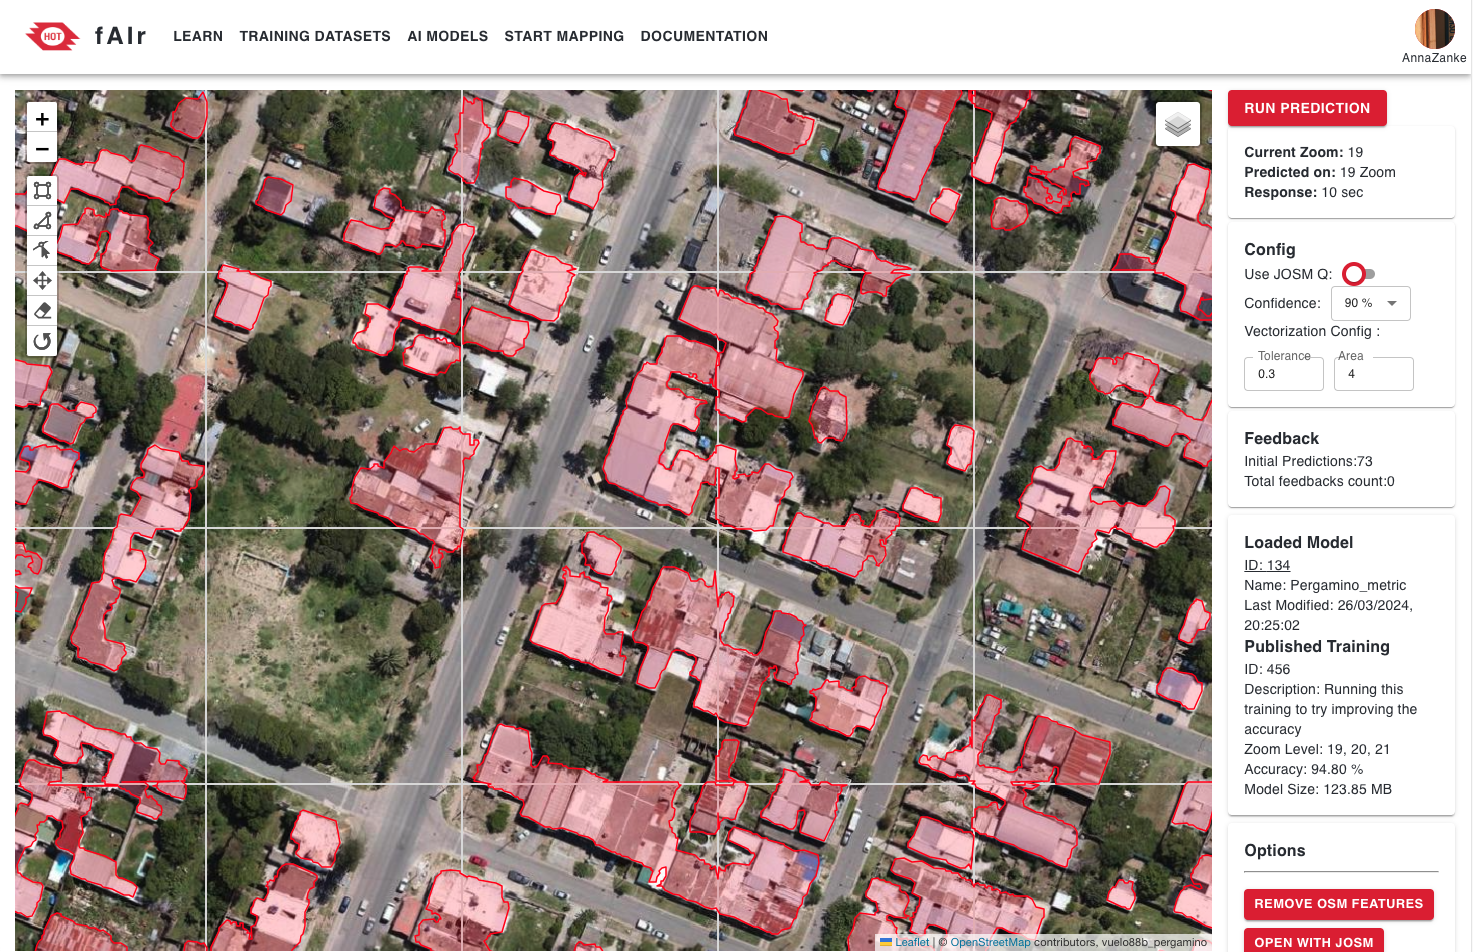 HOT
fAIr
LEARN TRAINING DATASETS AI MODELS START MAPPING DOCUMENTATION
AnnaZanke
+
−
RUN PREDICTION
Current Zoom: 19
Predicted on: 19 Zoom
Response: 10 sec
Config
Use JOSM Q:
Confidence: 90 %
Vectorization Config :
Tolerance Area
0.3 4
Feedback
Initial Predictions:73
Total feedbacks count:0
Loaded Model
ID: 134
Name: Pergamino_metric
Last Modified: 26/03/2024,
20:25:02
Published Training
ID: 456
Description: Running this
training to try improving the
accuracy
Zoom Level: 19, 20, 21
Accuracy: 94.80 %
Model Size: 123.85 MB
Options
REMOVE OSM FEATURES
OPEN WITH JOSM
Leaflet | © OpenStreetMap contributors, vuelo88b_pergamino